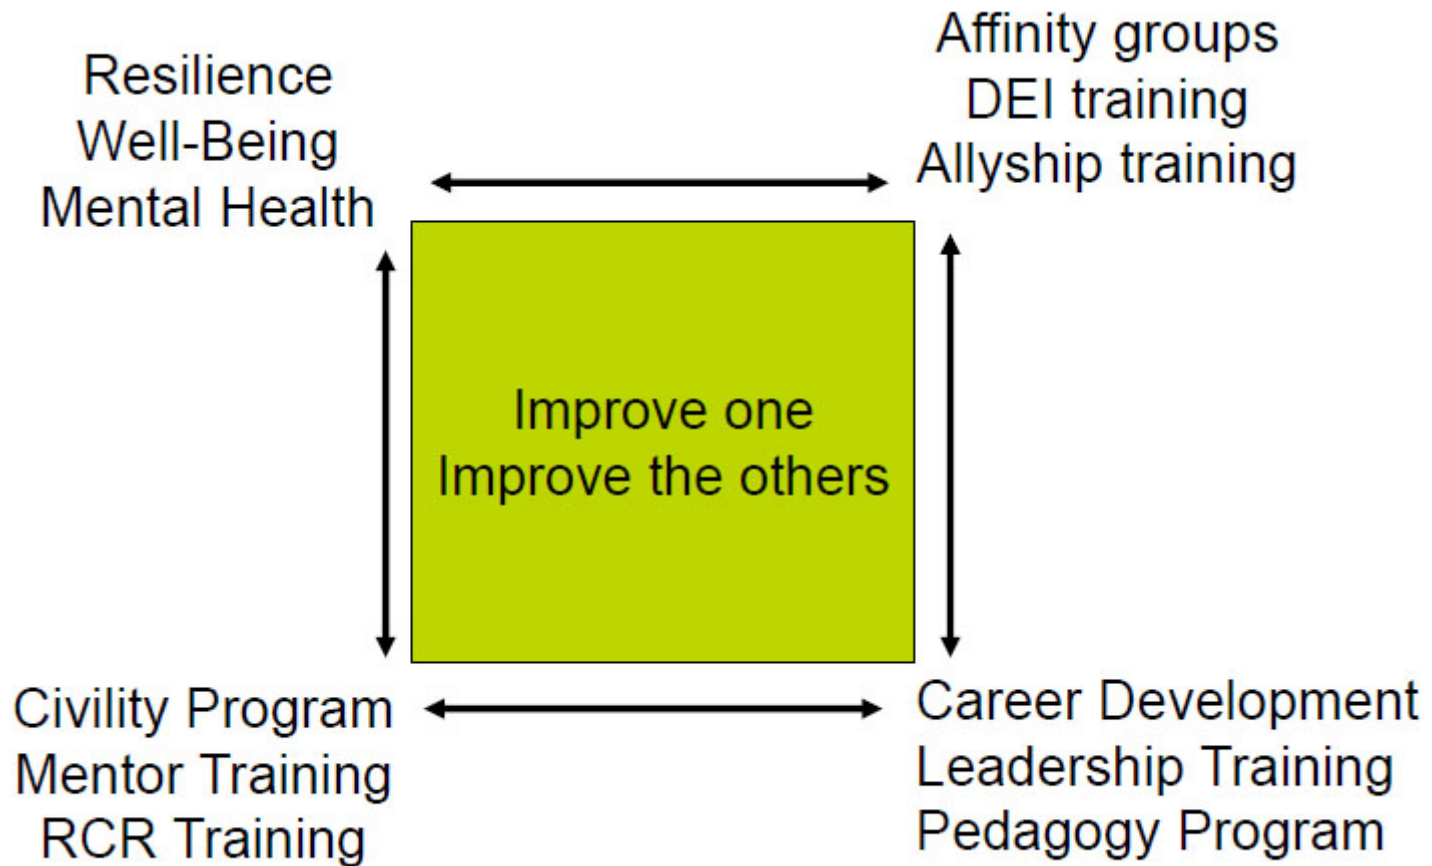 Resilience
Well-Being
Mental Health
Affinity groups
DEI training
Allyship training
Improve one
Improve the others
Civility Program
Mentor Training
RCR Training
Career Development
Leadership Training
Pedagogy Program